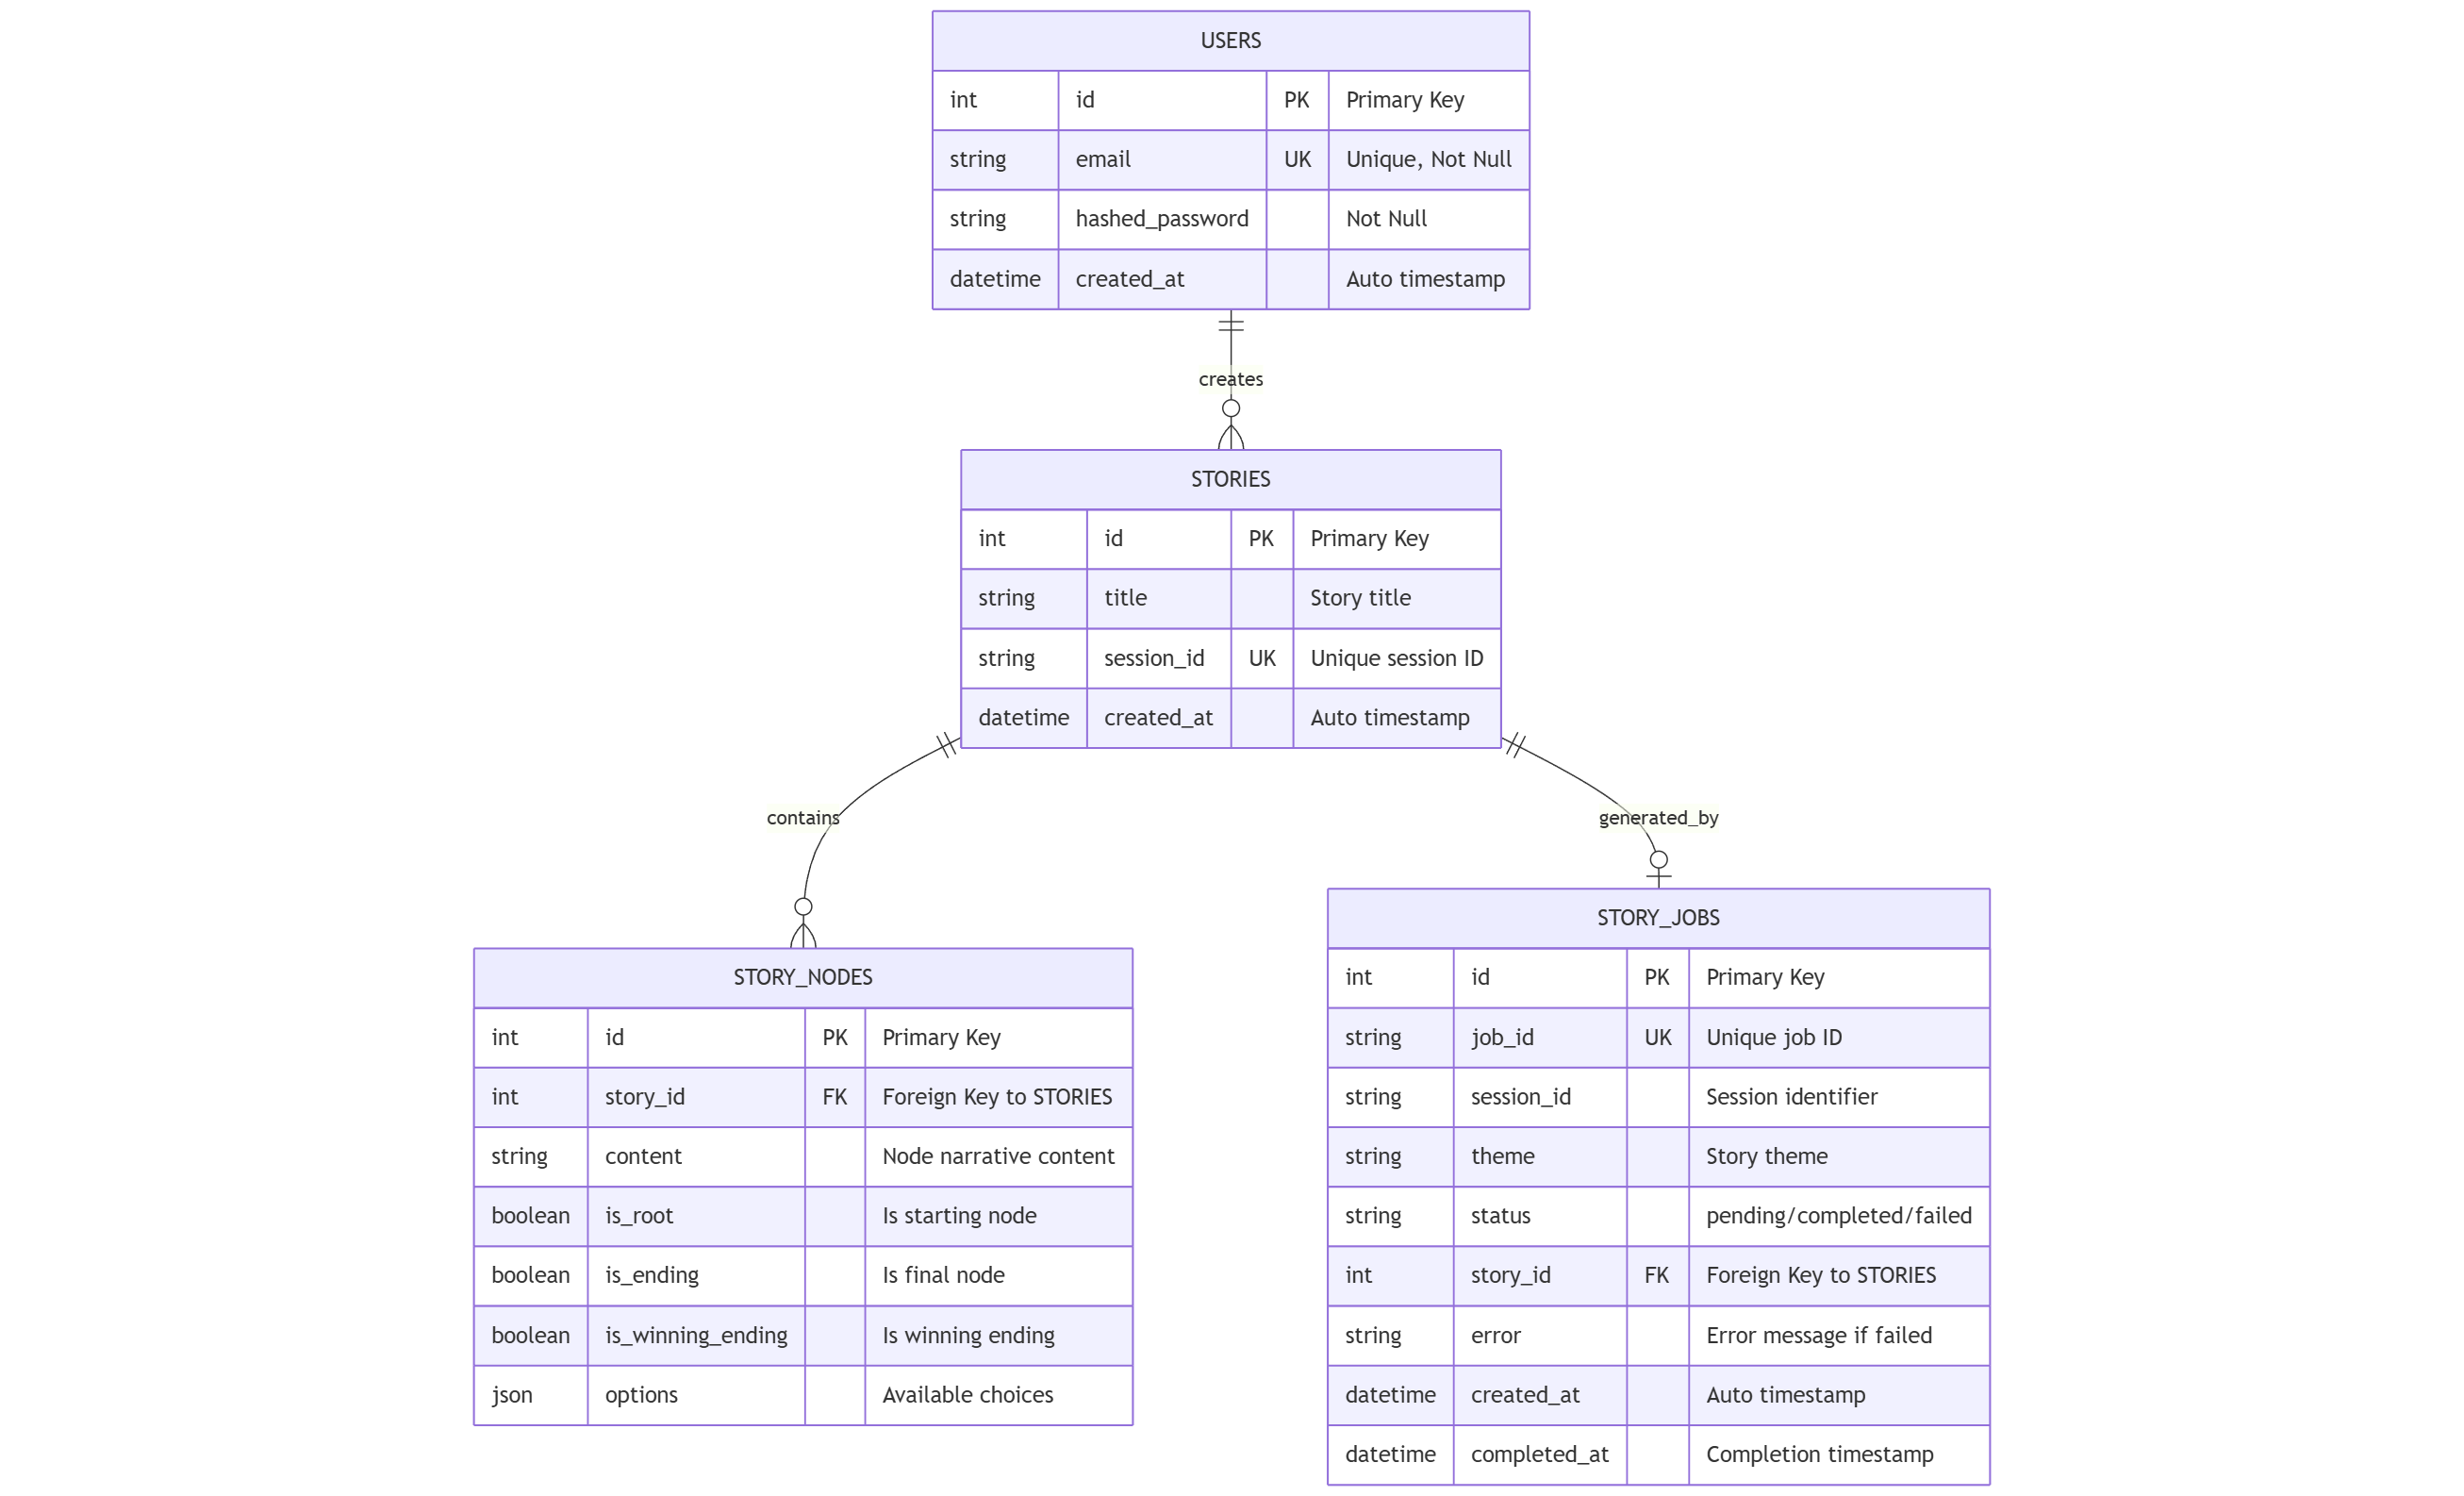 USERS
int id PK Primary Key
string email UK Unique, Not Null
string hashed_password Not Null
datetime created_at Auto timestamp
creates
STORIES
int id PK Primary Key
string title Story title
string session_id UK Unique session ID
datetime created_at Auto timestamp
contains
generated_by
STORY_NODES
int id PK Primary Key
int story_id FK Foreign Key to STORIES
string content Node narrative content
boolean is_root Is starting node
boolean is_ending Is final node
boolean is_winning_ending Is winning ending
json options Available choices
STORY_JOBS
int id PK Primary Key
string job_id UK Unique job ID
string session_id Session identifier
string theme Story theme
string status pending/completed/failed
int story_id FK Foreign Key to STORIES
string error Error message if failed
datetime created_at Auto timestamp
datetime completed_at Completion timestamp